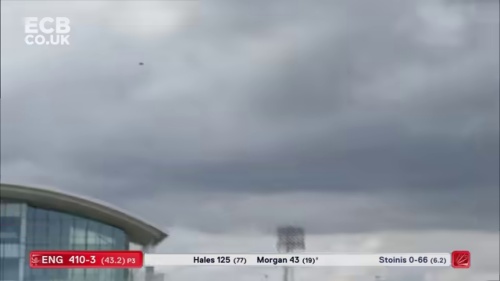 ECB
CO.UK
ENG 410-3 (43.2) P3 Hales 125 (77) Morgan 43 (19)* Stoinis 0-66 (6.2)